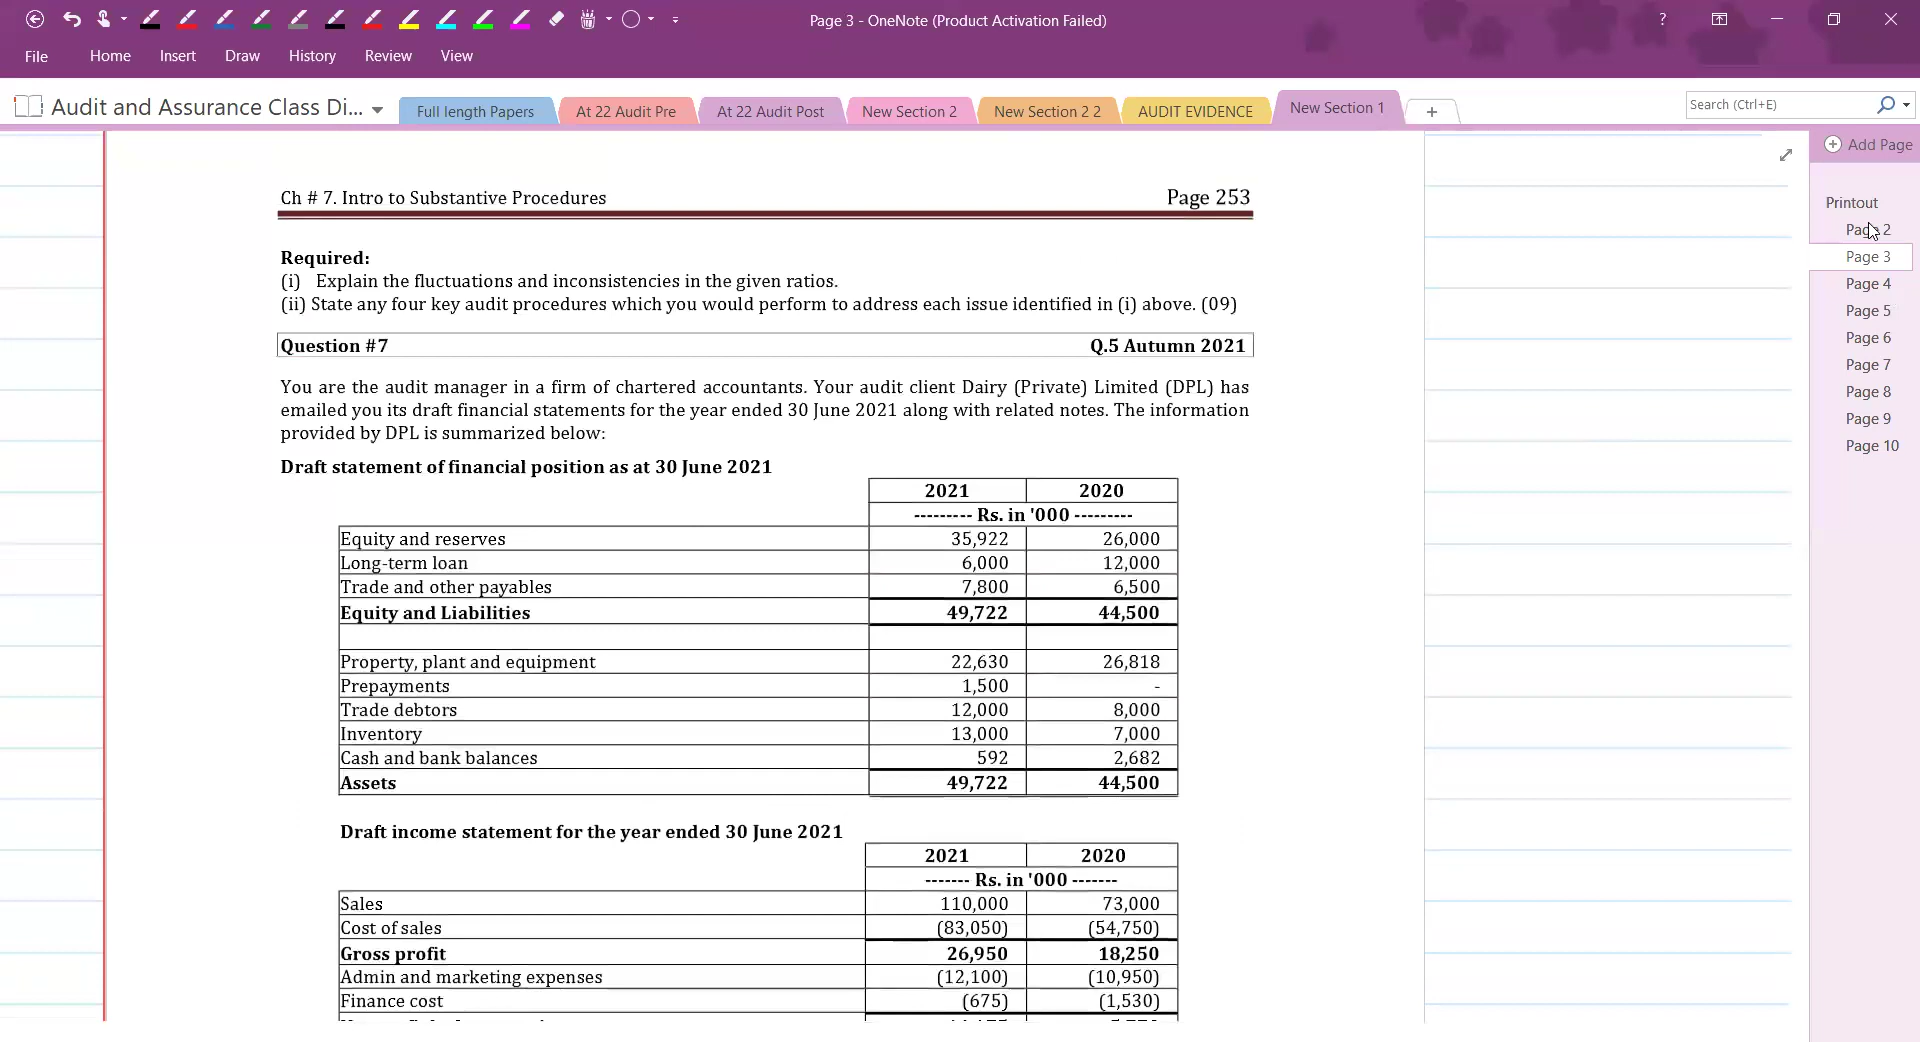 Page 3 - OneNote (Product Activation Failed)
?
File Home Insert Draw History Review View
Audit and Assurance Class Di... Full length Papers At 22 Audit Pre At 22 Audit Post New Section 2 New Section 2 2 AUDIT EVIDENCE New Section 1 + Search (Ctrl+E)
Add Page
Printout
Page 2
Page 3
Page 4
Page 5
Page 6
Page 7
Page 8
Page 9
Page 10
Ch # 7. Intro to Substantive Procedures Page 253
Required:
(i) Explain the fluctuations and inconsistencies in the given ratios.
(ii) State any four key audit procedures which you would perform to address each issue identified in (i) above. (09)
Question #7 Q.5 Autumn 2021
You are the audit manager in a firm of chartered accountants. Your audit client Dairy (Private) Limited (DPL) has
emailed you its draft financial statements for the year ended 30 June 2021 along with related notes. The information
provided by DPL is summarized below:
Draft statement of financial position as at 30 June 2021
2021 2020
--------- Rs. in '000 ---------
Equity and reserves 35,922 26,000
Long-term loan 6,000 12,000
Trade and other payables 7,800 6,500
Equity and Liabilities 49,722 44,500
Property, plant and equipment 22,630 26,818
Prepayments 1,500 -
Trade debtors 12,000 8,000
Inventory 13,000 7,000
Cash and bank balances 592 2,682
Assets 49,722 44,500
Draft income statement for the year ended 30 June 2021
2021 2020
------- Rs. in '000 -------
Sales 110,000 73,000
Cost of sales (83,050) (54,750)
Gross profit 26,950 18,250
Admin and marketing expenses (12,100) (10,950)
Finance cost (675) (1,530)